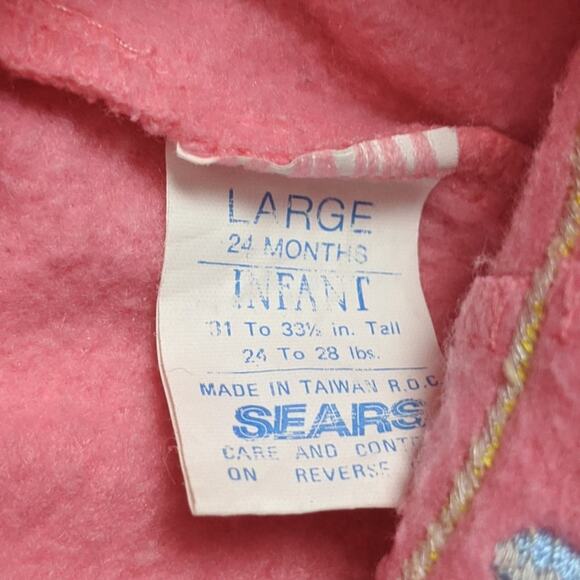 LARGE
24 MONTHS
INFANT
31 To 33½ in. Tall
24 To 28 lbs.
MADE IN TAIWAN R.O.C.
SEARS
CARE AND
ON REVERSE